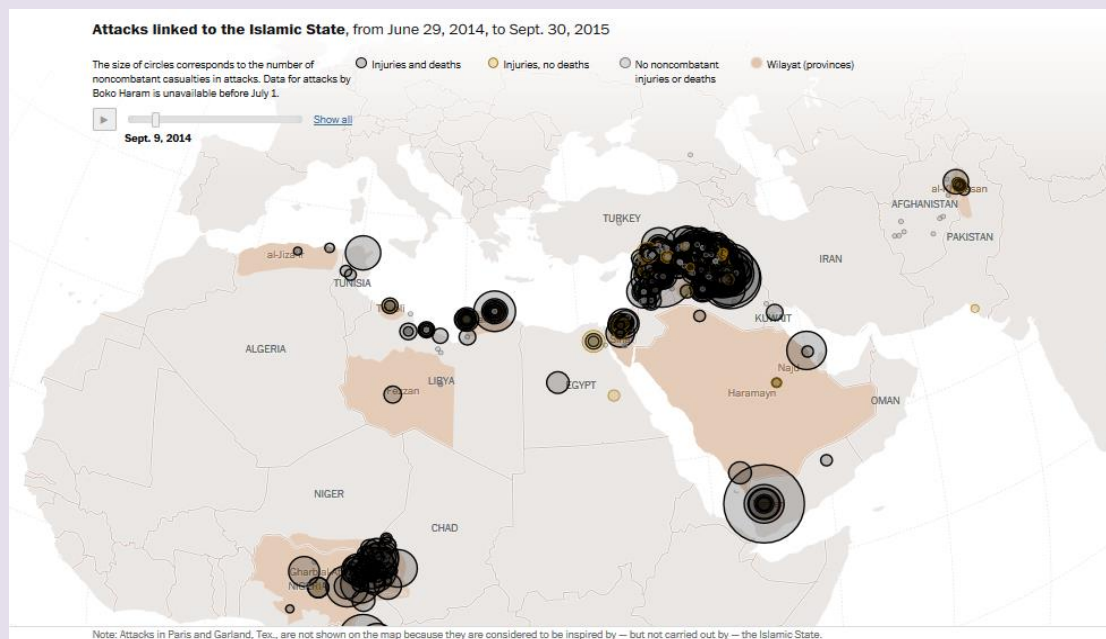 Attacks linked to the Islamic State, from June 29, 2014, to Sept. 30, 2015
The size of circles corresponds to the number of
noncombatant casualties in attacks. Data for attacks by
Boko Haram is unavailable before July 1.
Injuries and deaths
Injuries, no deaths
No noncombatant
injuries or deaths
Wilayat (provinces)
Show all
Sept. 9, 2014
TURKEY
AFGHANISTAN
PAKISTAN
IRAN
TUNISIA
KUWAIT
ALGERIA
LIBYA
Fezzan
EGYPT
Najd
Haramayn
OMAN
NIGER
CHAD
Note: Attacks in Paris and Garland, Tex., are not shown on the map because they are considered to be inspired by — but not carried out by — the Islamic State.